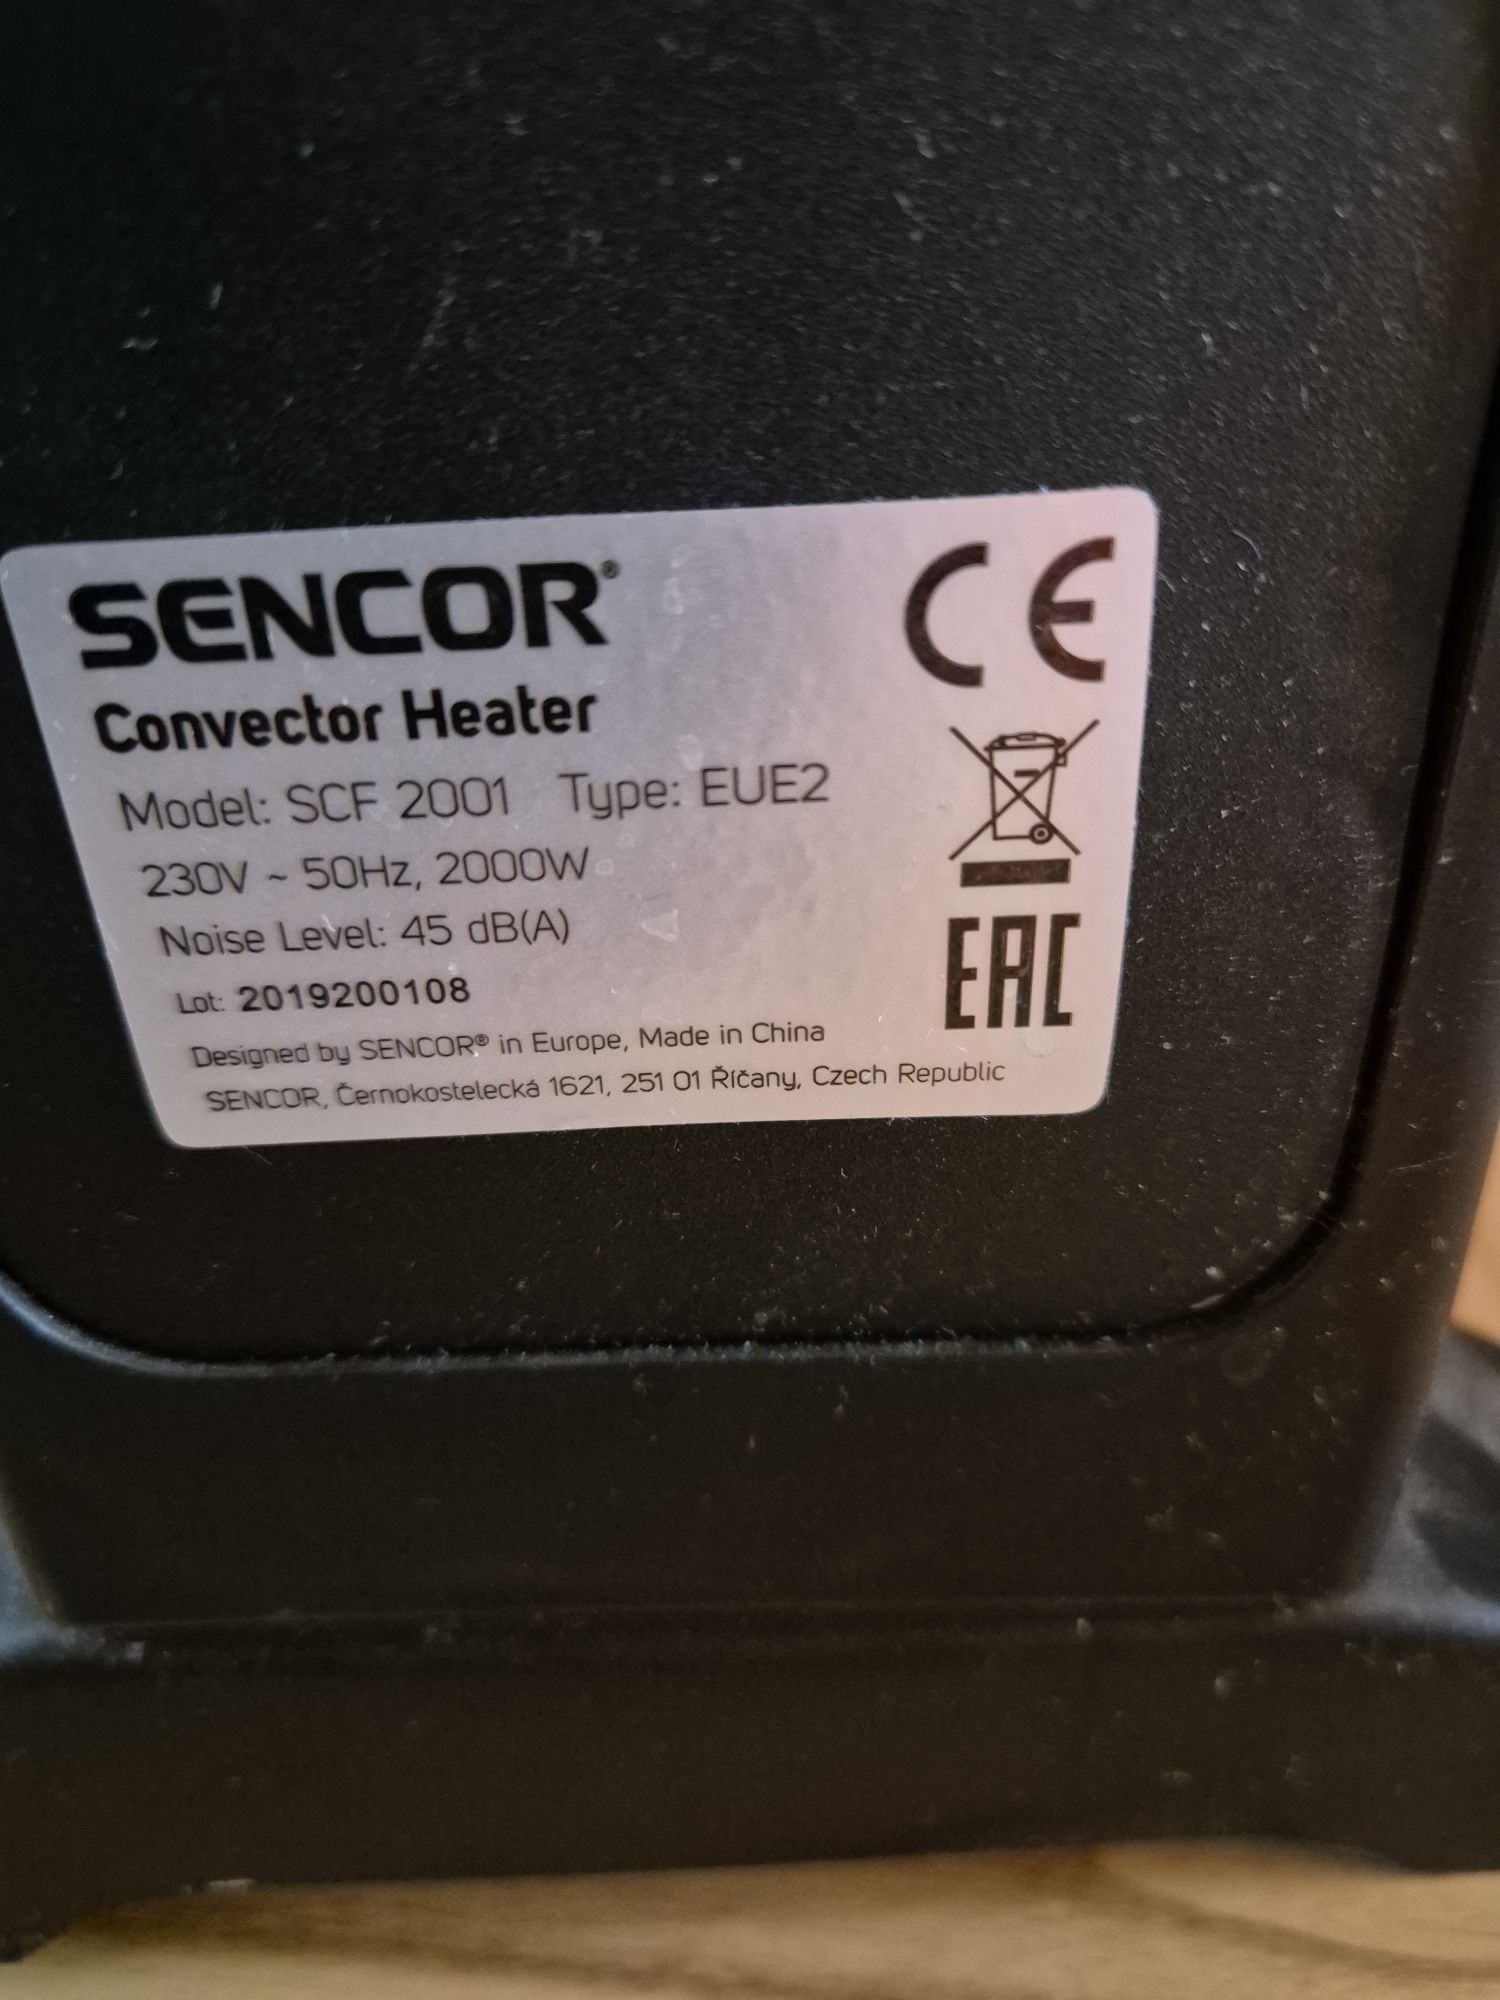 SENCOR®
CE
Convector Heater
Model: SCF 2001 Type: EUE2
230V ~ 50Hz, 2000W
Noise Level: 45 dB(A)
Lot: 2019200108
EAC
Designed by SENCOR® in Europe, Made in China
SENCOR, Černokostelecká 1621, 251 01 Říčany, Czech Republic